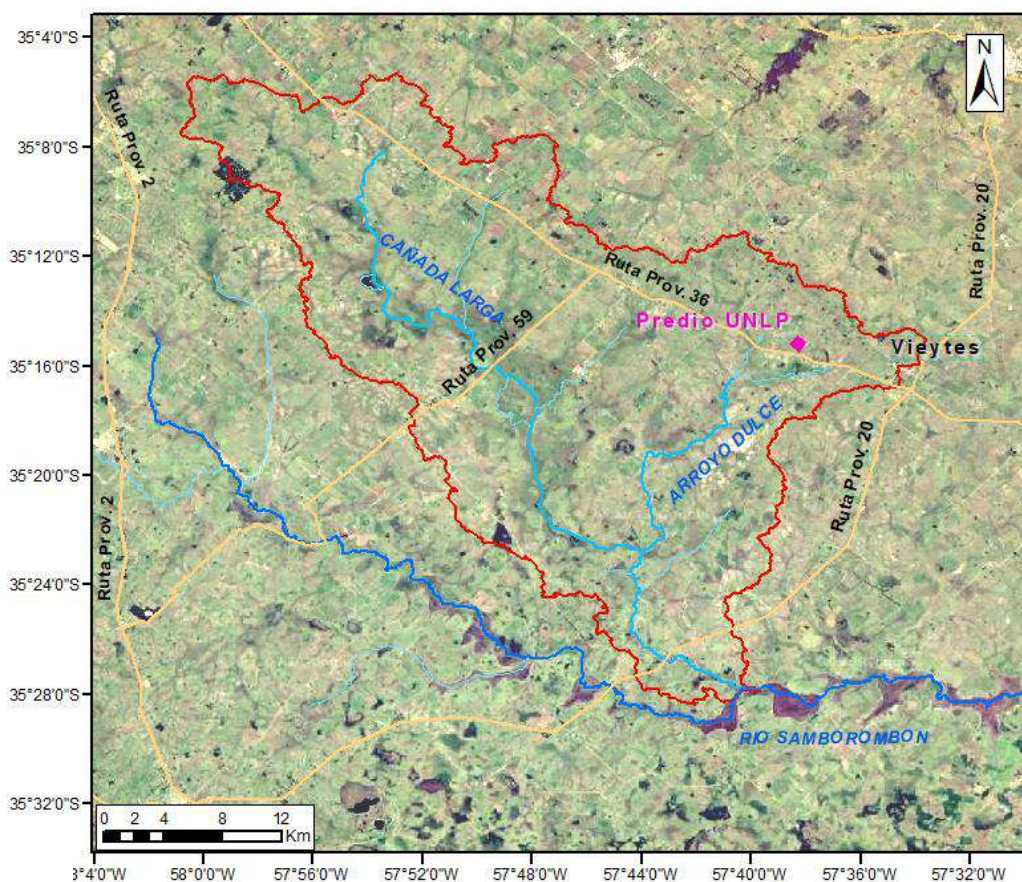 35°4'0"S
N
35°8'0"S
Ruta Prov. 2
35°12'0"S
CAÑADA LARGA
Ruta Prov. 20
Ruta Prov. 36
Predio UNLP
Ruta Prov. 59
Vieytes
35°16'0"S
35°20'0"S
ARROYO DULCE
Ruta Prov. 20
Ruta Prov. 2
35°24'0"S
35°28'0"S
RIO SAMBOROMBON
35°32'0"S
0 2 4 8 12
Km
3°4'0"W 58°0'0"W 57°56'0"W 57°52'0"W 57°48'0"W 57°44'0"W 57°40'0"W 57°36'0"W 57°32'0"W